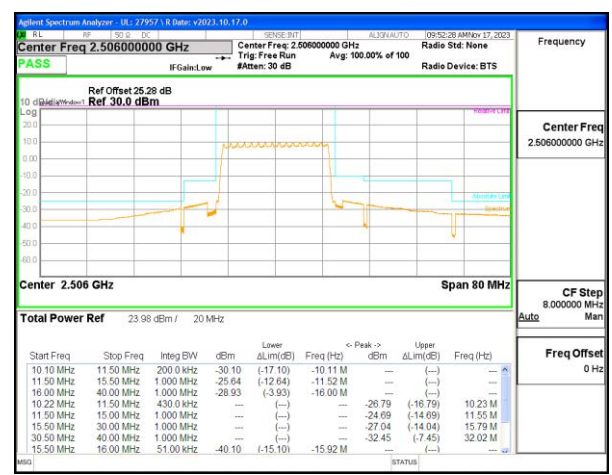 Agilent Spectrum Analyzer - UL: 27957 \ R Date: v2023.10.17.0
RL RF 50 Ω DC SENSE:INT ALIGNAUTO 09:52:28 AM Nov 17, 2023
Center Freq 2.506000000 GHz Center Freq: 2.506000000 GHz Radio Std: None Frequency
PASS Trig: Free Run Avg: 100.00% of 100
IFGain:Low #Atten: 30 dB Radio Device: BTS
Ref Offset 25.28 dB
10 dB/div Ref 30.0 dBm
Log Relative Limit
20.0
10.0
0.00
-10.0
-20.0
-30.0
-40.0
-50.0
-60.0
Absolute Limit
Spectrum
Center 2.506 GHz Span 80 MHz
Center Freq
2.506000000 GHz
CF Step
8.000000 MHz
Auto Man
Freq Offset
0 Hz
Total Power Ref 23.98 dBm / 20 MHz
Lower <- Peak -> Upper
Start Freq Stop Freq Integ BW dBm ΔLim(dB) Freq (Hz) dBm ΔLim(dB) Freq (Hz)
10.10 MHz 11.50 MHz 200.0 kHz -30.10 (-17.10) -10.11 M --- (---) ---
11.50 MHz 15.50 MHz 1.000 MHz -25.64 (-12.64) -11.52 M --- (---) ---
16.00 MHz 40.00 MHz 1.000 MHz -28.93 (-3.93) -16.00 M --- (---) ---
10.22 MHz 11.50 MHz 430.0 kHz --- (---) --- -26.79 (-16.79) 10.23 M
11.50 MHz 15.00 MHz 1.000 MHz --- (---) --- -24.69 (-14.69) 11.55 M
15.50 MHz 30.00 MHz 1.000 MHz --- (---) --- -27.04 (-14.04) 15.79 M
30.50 MHz 40.00 MHz 1.000 MHz --- (---) --- -32.45 (-7.45) 32.02 M
15.50 MHz 16.00 MHz 51.00 kHz -40.10 (-15.10) -15.92 M --- (---) ---
MSG STATUS